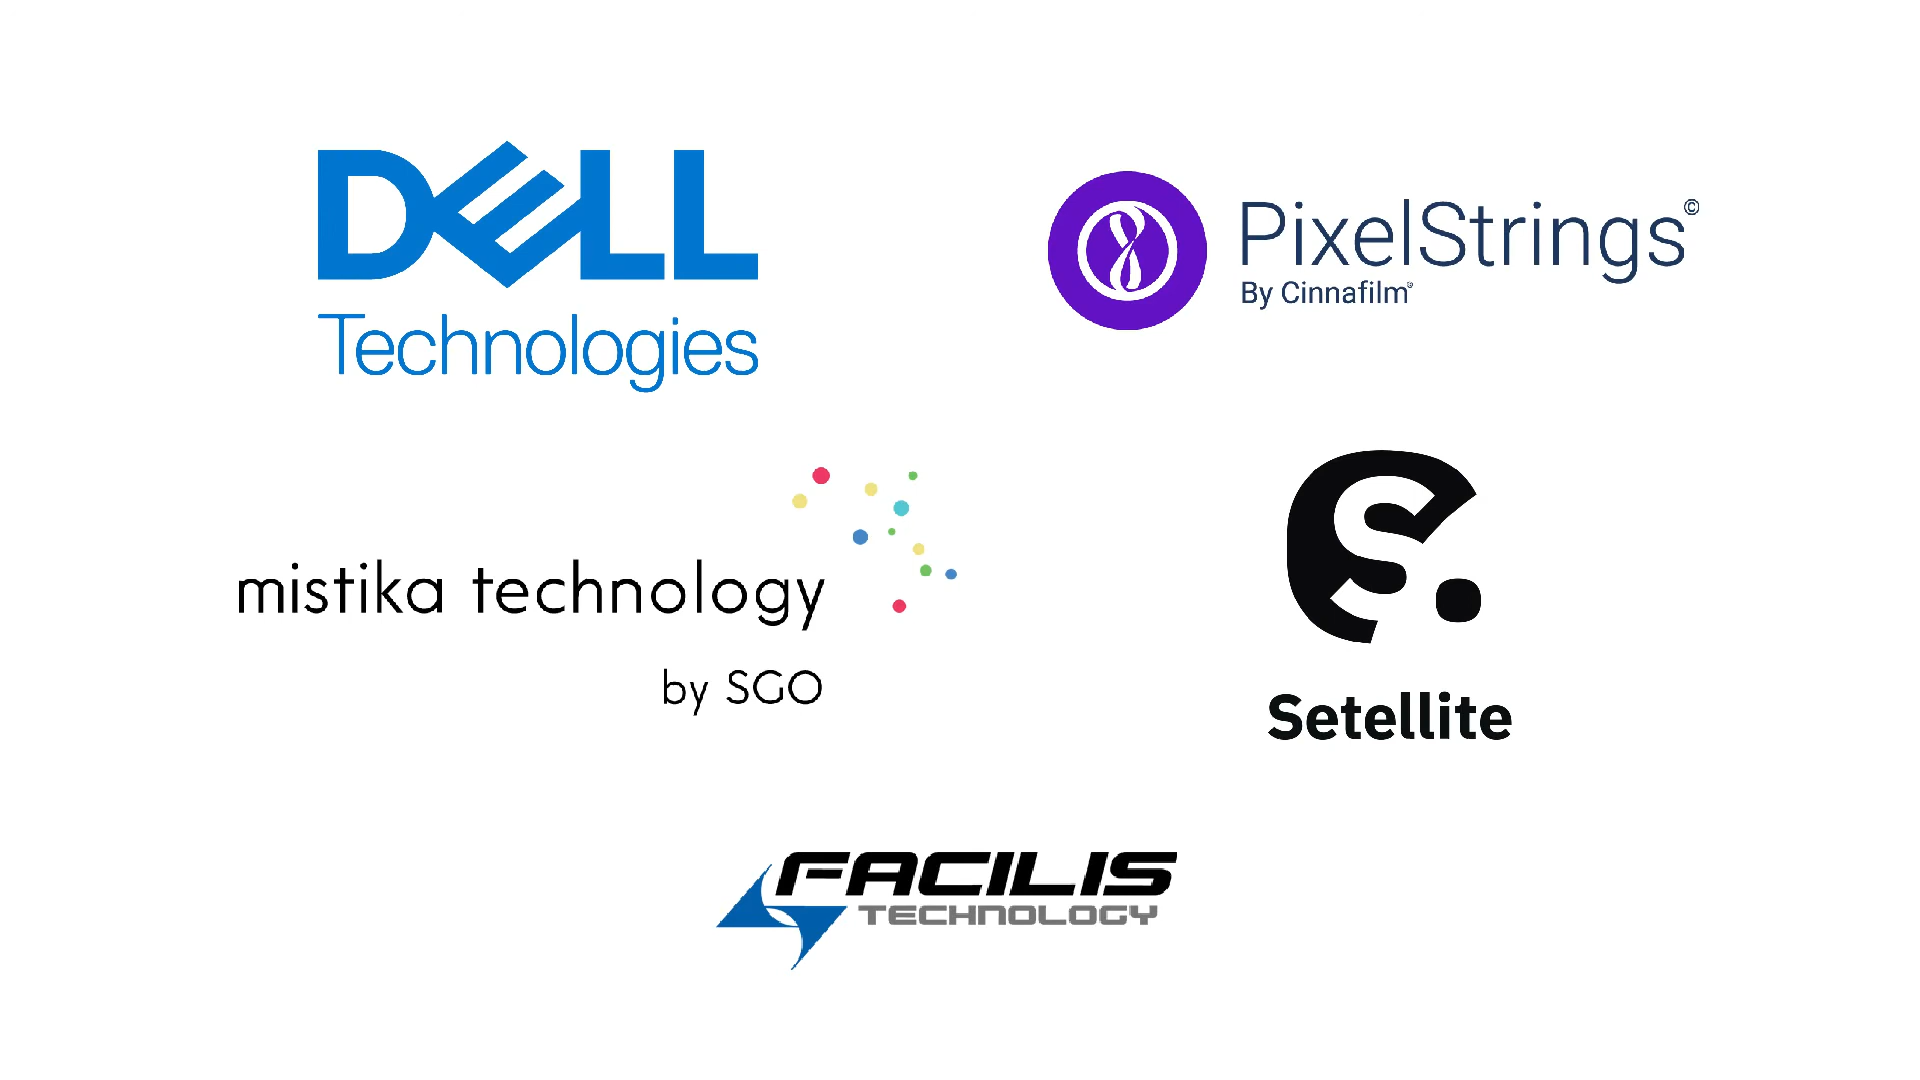 DELL
Technologies
PixelStrings©
By Cinnafilm®
mistika technology
by SGO
S.
Setellite
FACILIS
TECHNOLOGY